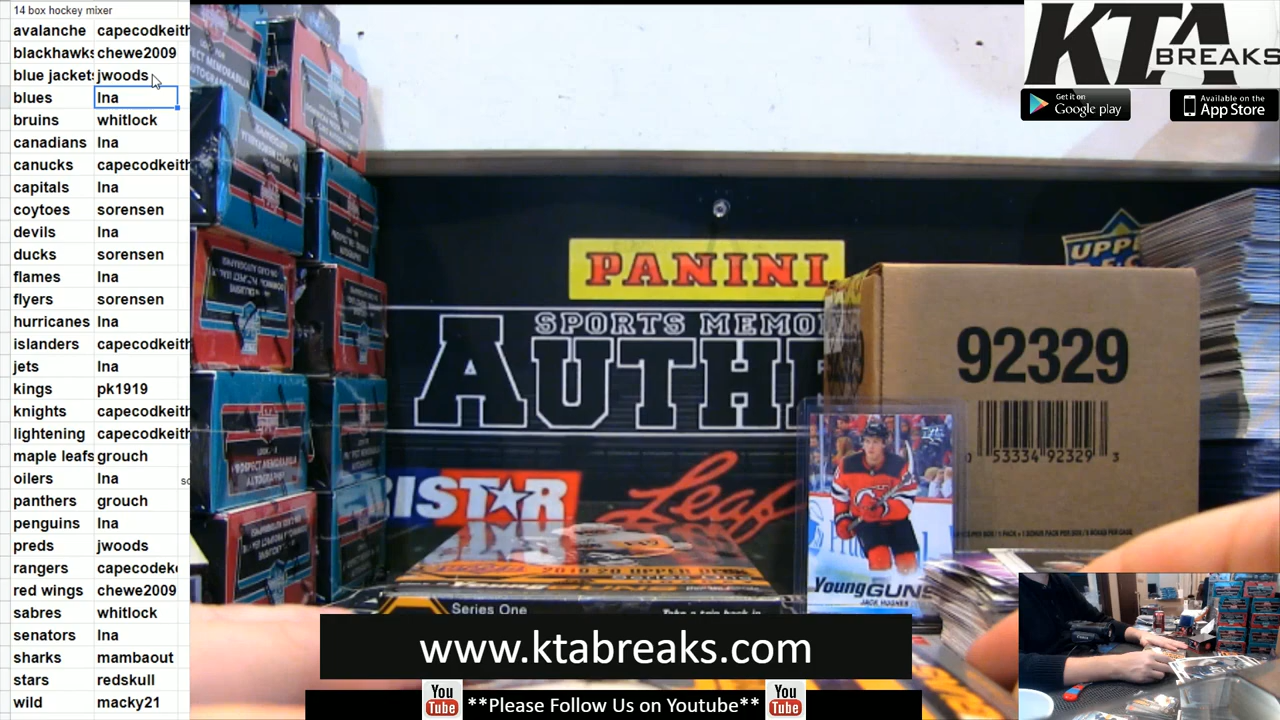 14 box hockey mixer
avalanche capecodkeith
blackhawks chewe2009
blue jackets jwoods
blues lna
bruins whitlock
canadians lna
canucks capecodkeith
capitals lna
coytoes sorensen
devils lna
ducks sorensen
flames lna
flyers sorensen
hurricanes lna
islanders capecodkeith
jets lna
kings pk1919
knights capecodkeith
lightening capecodkeith
maple leafs grouch
oilers lna
panthers grouch
penguins lna
preds jwoods
rangers capecodke
red wings chewe2009
sabres whitlock
senators lna
sharks mambaout
stars redskull
wild macky21
KTA
BREAKS
Get it on
Google play
Available on the
App Store
PANINI
SPORTS MEMO
AUTHE
RISTAR
Leaf
UPPE
92329
0 53334 92329 3
Young GUNS
JACK HUGHES
Series One
www.ktabreaks.com
You Tube
**Please Follow Us on Youtube**
You Tube